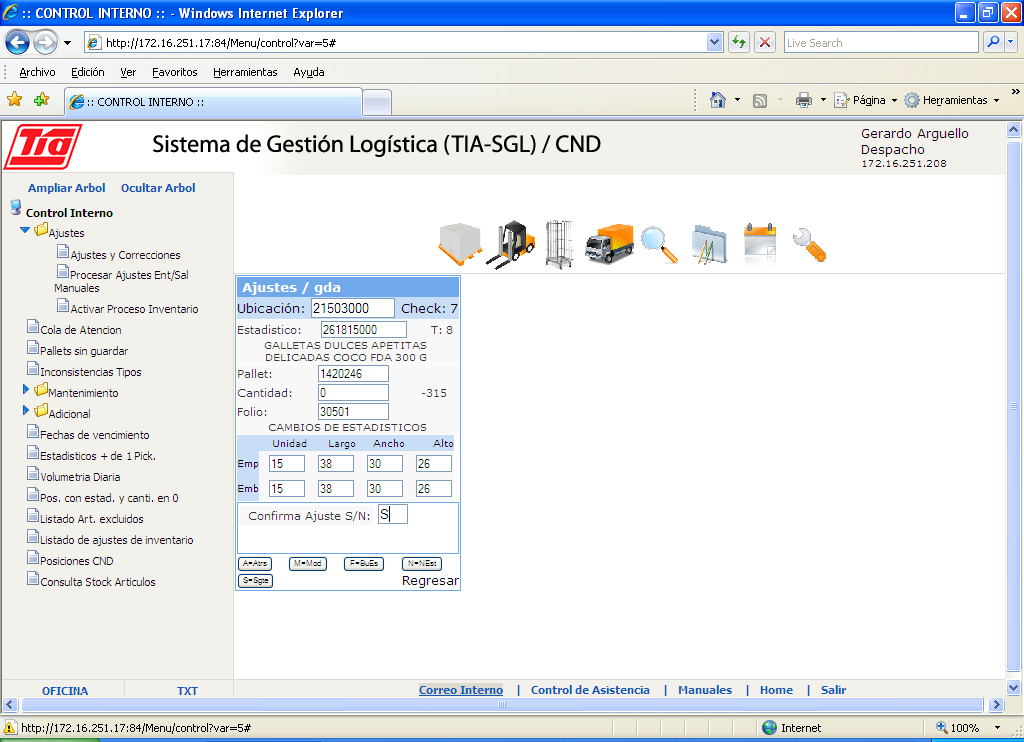 :: CONTROL INTERNO :: - Windows Internet Explorer
http://172.16.251.17:84/Menu/control?var=5#
Live Search
Archivo Edición Ver Favoritos Herramientas Ayuda
:: CONTROL INTERNO ::
Página Herramientas
Tia
Sistema de Gestión Logística (TIA-SGL) / CND
Gerardo Arguello
Despacho
172.16.251.208
Ampliar Arbol Ocultar Arbol
Control Interno
Ajustes
Ajustes y Correcciones
Procesar Ajustes Ent/Sal
Manuales
Activar Proceso Inventario
Cola de Atencion
Pallets sin guardar
Inconsistencias Tipos
Mantenimiento
Adicional
Fechas de vencimiento
Estadisticos + de 1 Pick.
Volumetria Diaria
Pos. con estad. y canti. en 0
Listado Art. excluidos
Listado de ajustes de inventario
Posiciones CND
Consulta Stock Articulos
OFICINA TXT
Ajustes / gda
Ubicación: 21503000 Check: 7
Estadistico: 261815000 T: 8
GALLETAS DULCES APETITAS
DELICADAS COCO FDA 300 G
Pallet: 1420246
Cantidad: 0 -315
Folio: 30501
CAMBIOS DE ESTADISTICOS
Unidad Largo Ancho Alto
Emp 15 38 30 26
Emb 15 38 30 26
Confirma Ajuste S/N: S
A=Atrs M=Mod F=BuEs N=NEst
S=Sgte Regresar
Correo Interno | Control de Asistencia | Manuales | Home | Salir
http://172.16.251.17:84/Menu/control?var=5# Internet 100%